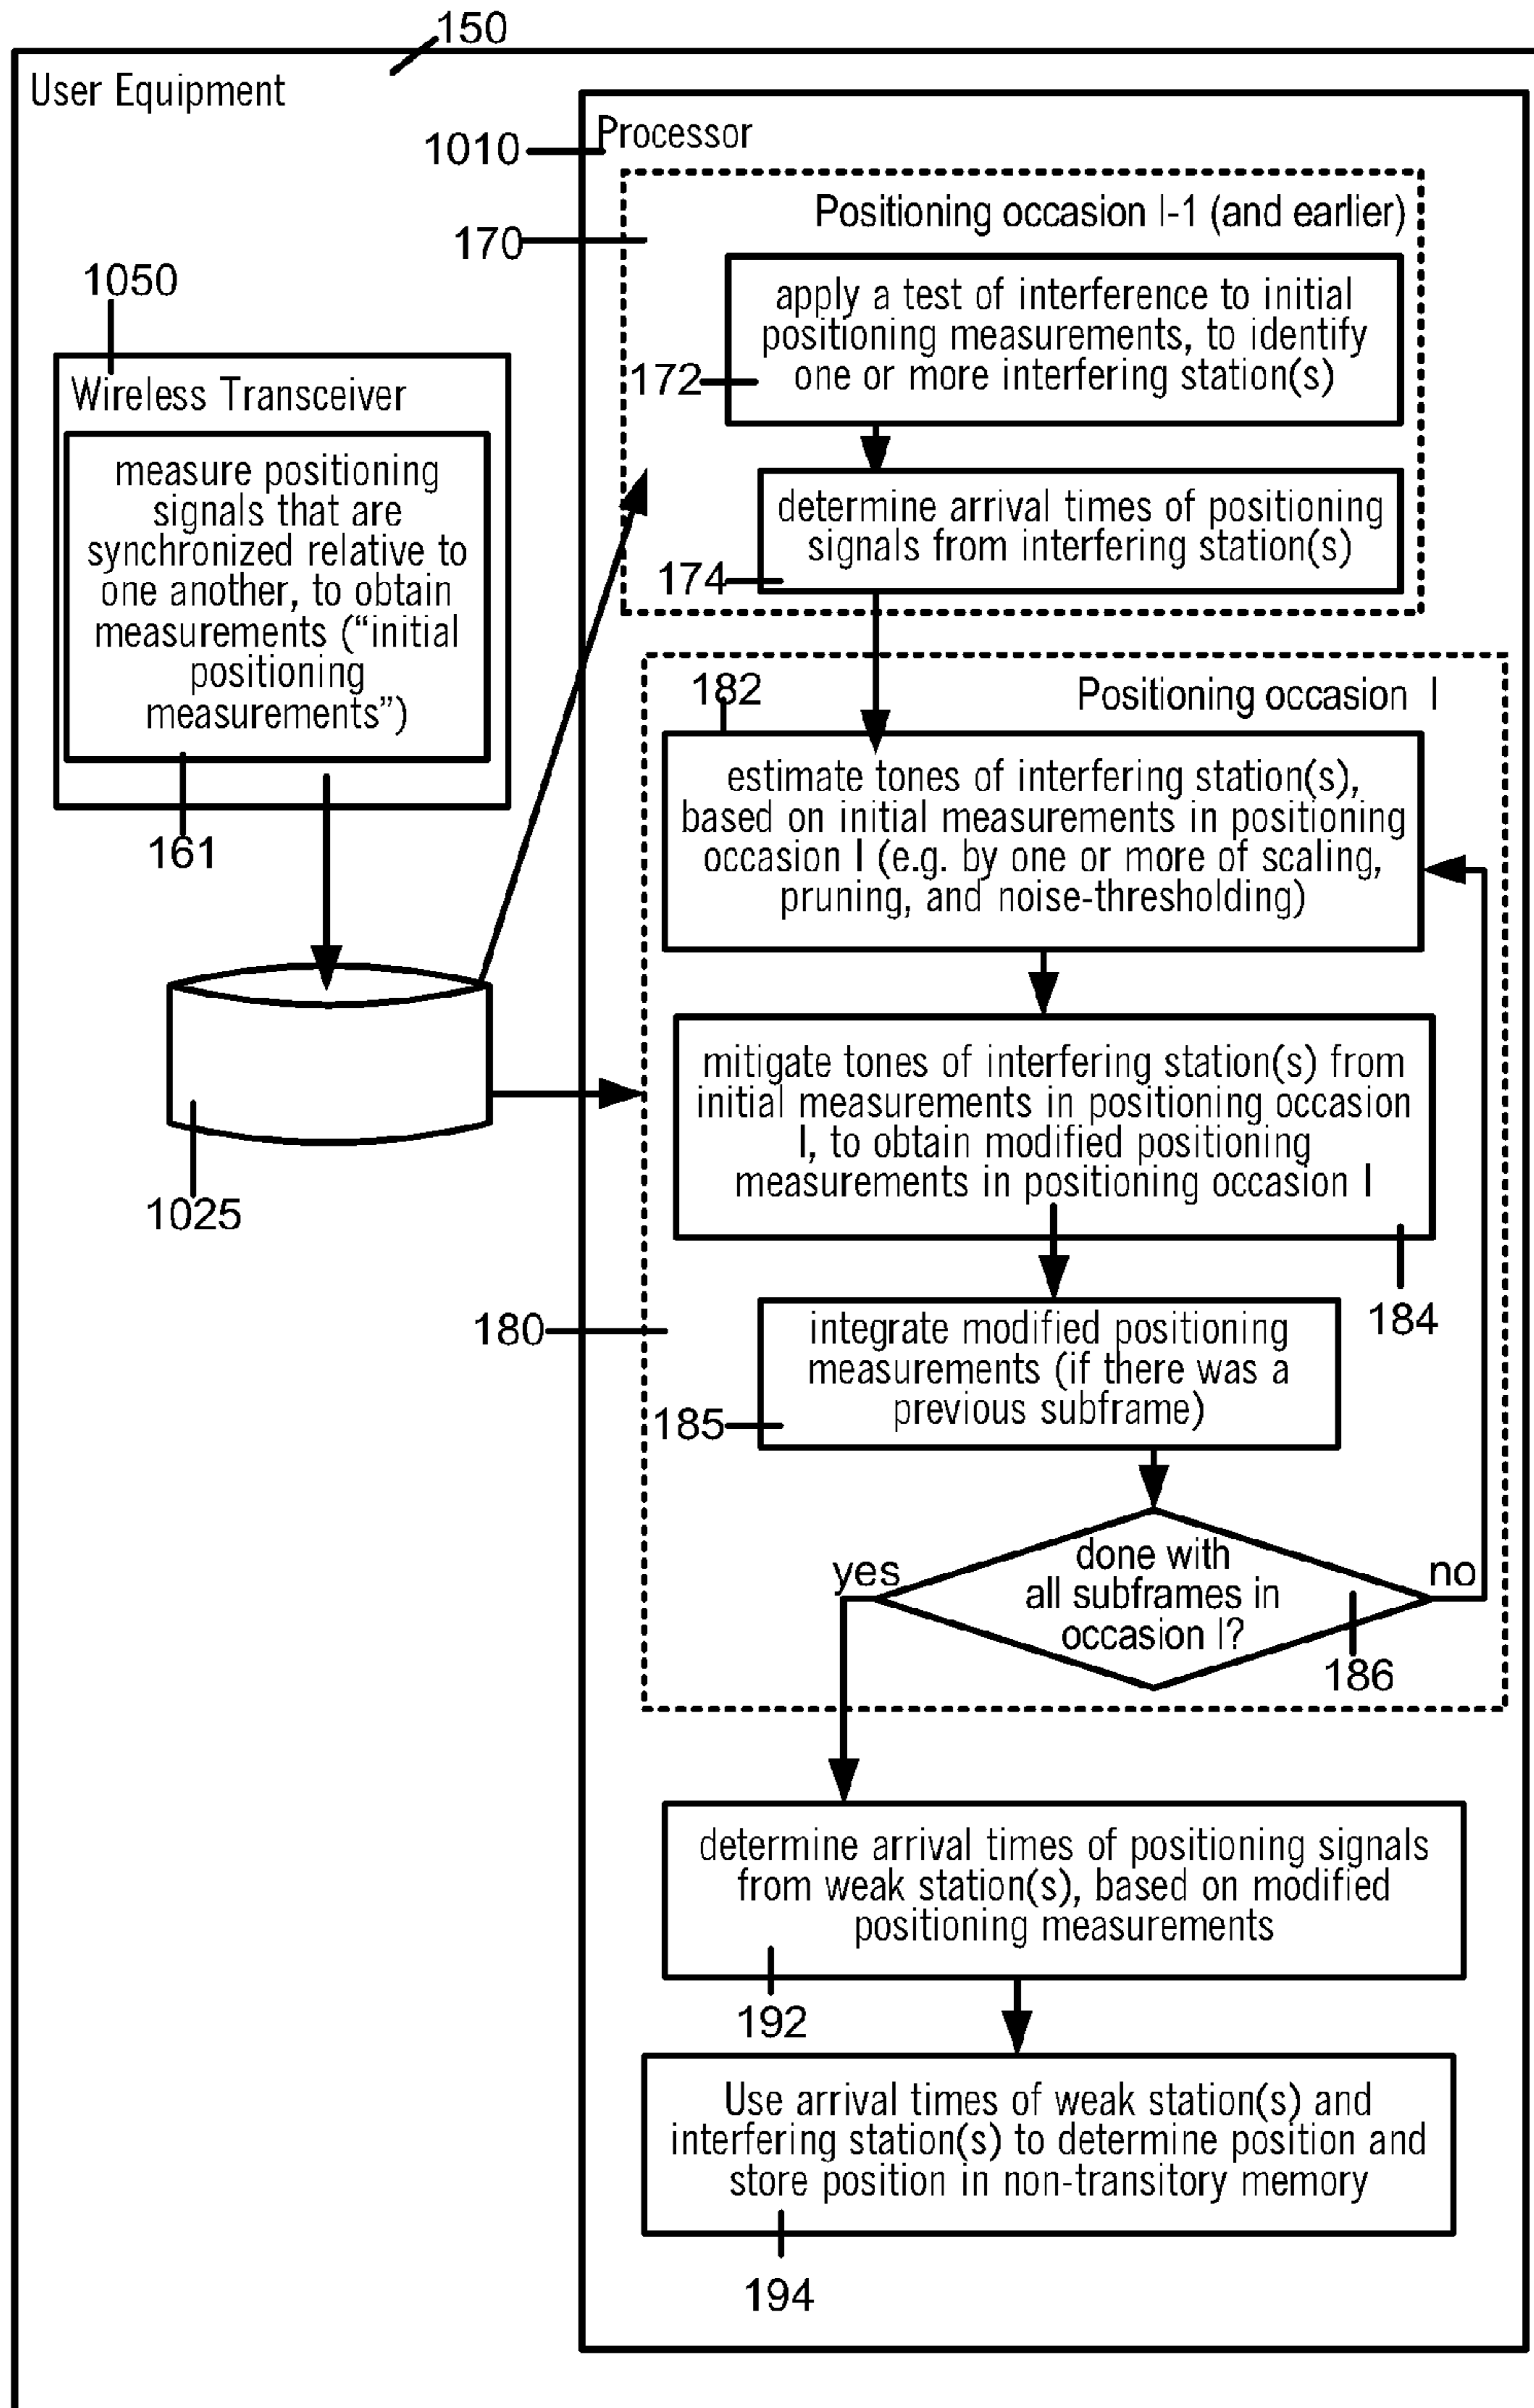 150
User Equipment
1010
Processor
170
Positioning occasion I-1 (and earlier)
172
apply a test of interference to initial
positioning measurements, to identify
one or more interfering station(s)
174
determine arrival times of positioning
signals from interfering station(s)
1050
Wireless Transceiver
measure positioning
signals that are
synchronized relative to
one another, to obtain
measurements (“initial
positioning
measurements”)
161
1025
180
Positioning occasion I
182
estimate tones of interfering station(s),
based on initial measurements in positioning
occasion I (e.g. by one or more of scaling,
pruning, and noise-thresholding)
mitigate tones of interfering station(s) from
initial measurements in positioning occasion
I, to obtain modified positioning
measurements in positioning occasion I
184
integrate modified positioning
measurements (if there was a
previous subframe)
185
done with
all subframes in
occasion I?
yes
no
186
determine arrival times of positioning signals
from weak station(s), based on modified
positioning measurements
192
Use arrival times of weak station(s) and
interfering station(s) to determine position and
store position in non-transitory memory
194